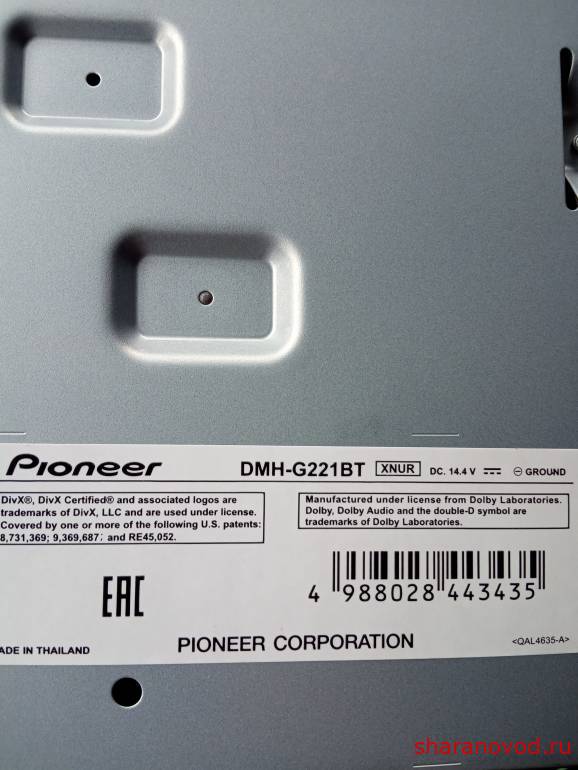 Pioneer DMH-G221BT XNUR DC. 14.4 V GROUND
DivX®, DivX Certified® and associated logos are
trademarks of DivX, LLC and are used under license.
Covered by one or more of the following U.S. patents:
8,731,369; 9,369,687; and RE45,052.
Manufactured under license from Dolby Laboratories.
Dolby, Dolby Audio and the double-D symbol are
trademarks of Dolby Laboratories.
EAC
4 988028 443435
ADE IN THAILAND
PIONEER CORPORATION
<QAL4635-A>
sharanovod.ru